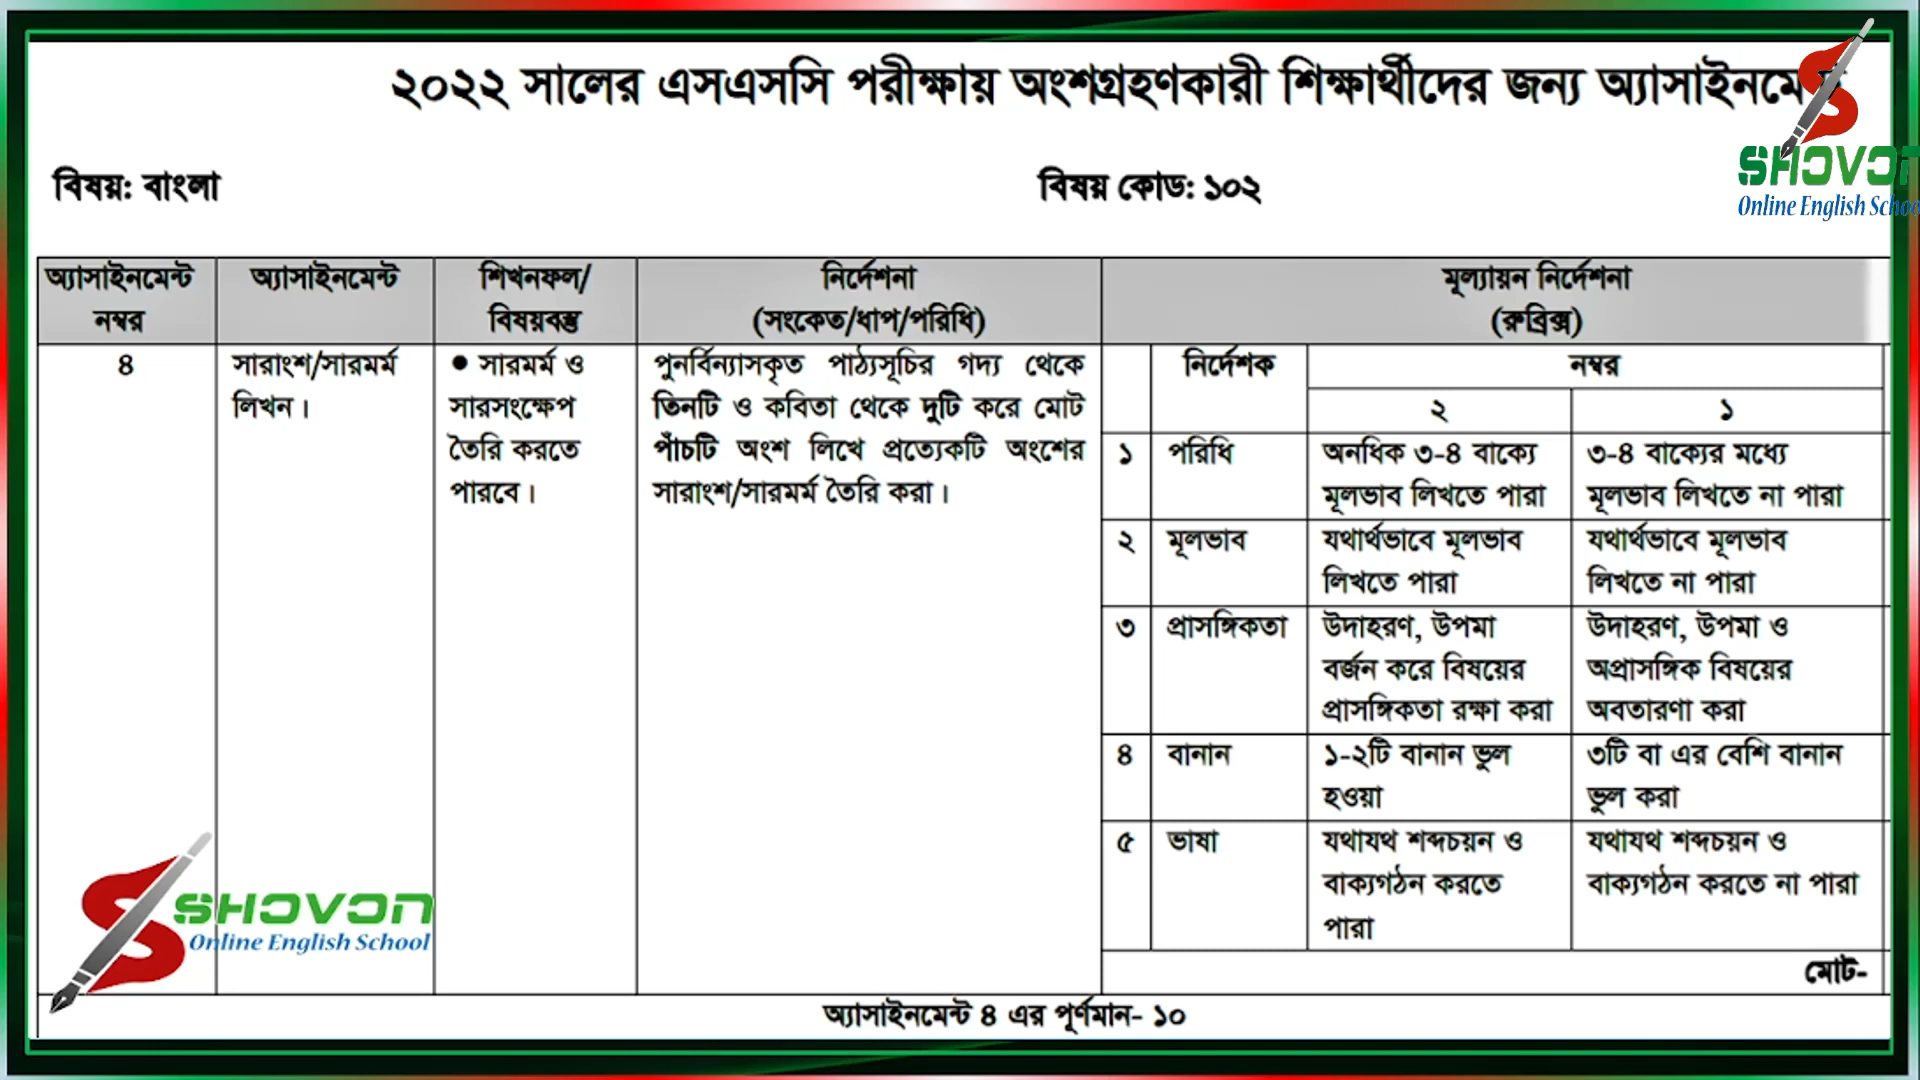 ২০২২ সালের এসএসসি পরীক্ষায় অংশগ্রহণকারী শিক্ষার্থীদের জন্য
SHOVON
Online English School
বিষয়: বাংলা
বিষয় কোড: ১০২
অ্যাসাইনমেন্ট নম্বর
অ্যাসাইনমেন্ট
শিখনফল/
বিষয়বস্তু
নির্দেশনা
(সংকেত/ধাপ/পরিধি)
মূল্যায়ন নির্দেশনা
(রুব্রিক্স)
৪
সারাংশ/সারমর্ম
লিখন।
● সারমর্ম ও
সারসংক্ষেপ
তৈরি করতে
পারবে।
পুনর্বিন্যাসকৃত পাঠ্যসূচির গদ্য থেকে
তিনটি ও কবিতা থেকে দুটি করে মোট
পাঁচটি অংশ লিখে প্রত্যেকটি অংশের
সারাংশ/সারমর্ম তৈরি করা।
নির্দেশক
নম্বর
২
১
১
পরিধি
অনধিক ৩-৪ বাক্যে
মূলভাব লিখতে পারা
৩-৪ বাক্যের মধ্যে
মূলভাব লিখতে না পারা
২
মূলভাব
যথার্থভাবে মূলভাব
লিখতে পারা
যথার্থভাবে মূলভাব
লিখতে না পারা
৩
প্রাসঙ্গিকতা
উদাহরণ, উপমা
বর্জন করে বিষয়ের
প্রাসঙ্গিকতা রক্ষা করা
উদাহরণ, উপমা ও
অপ্রাসঙ্গিক বিষয়ের
অবতারণা করা
৪
বানান
১-২টি বানান ভুল
হওয়া
৩টি বা এর বেশি বানান
ভুল করা
৫
ভাষা
যথাযথ শব্দচয়ন ও
বাক্যগঠন করতে
পারা
যথাযথ শব্দচয়ন ও
বাক্যগঠন করতে না পারা
মোট-
SHOVON
Online English School
অ্যাসাইনমেন্ট ৪ এর পূর্ণমান- ১০